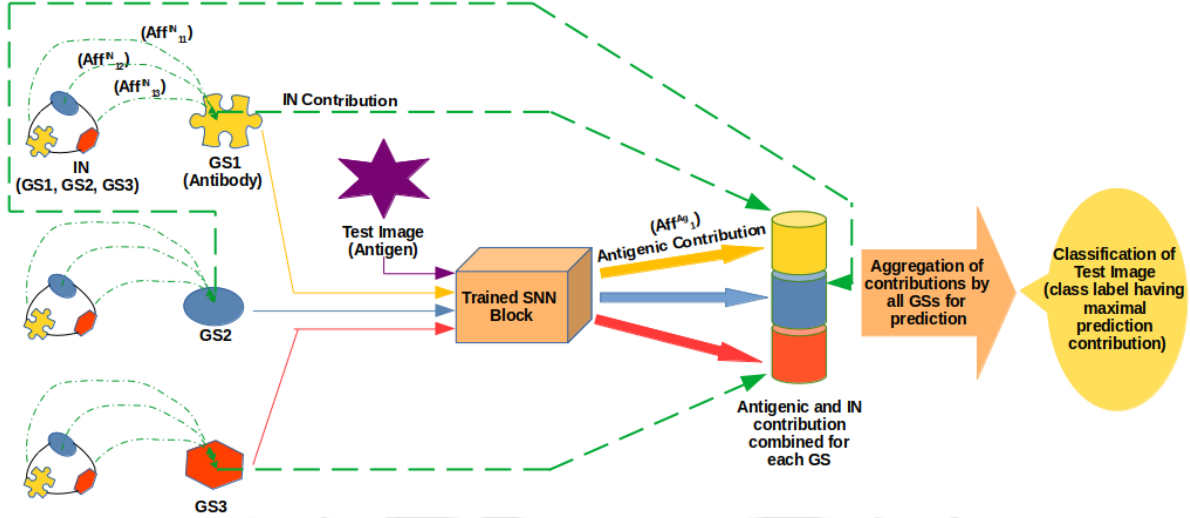 (Aff^IN_11)
(Aff^IN_12)
(Aff^IN_13)
IN Contribution
IN
(GS1, GS2, GS3)
GS1
(Antibody)
Test Image
(Antigen)
(Aff^Ag_1)
Antigenic Contribution
Trained SNN
Block
GS2
GS3
Aggregation of
contributions by
all GSs for
prediction
Classification of
Test Image
(class label having
maximal
prediction
contribution)
Antigenic and IN
contribution
combined for
each GS